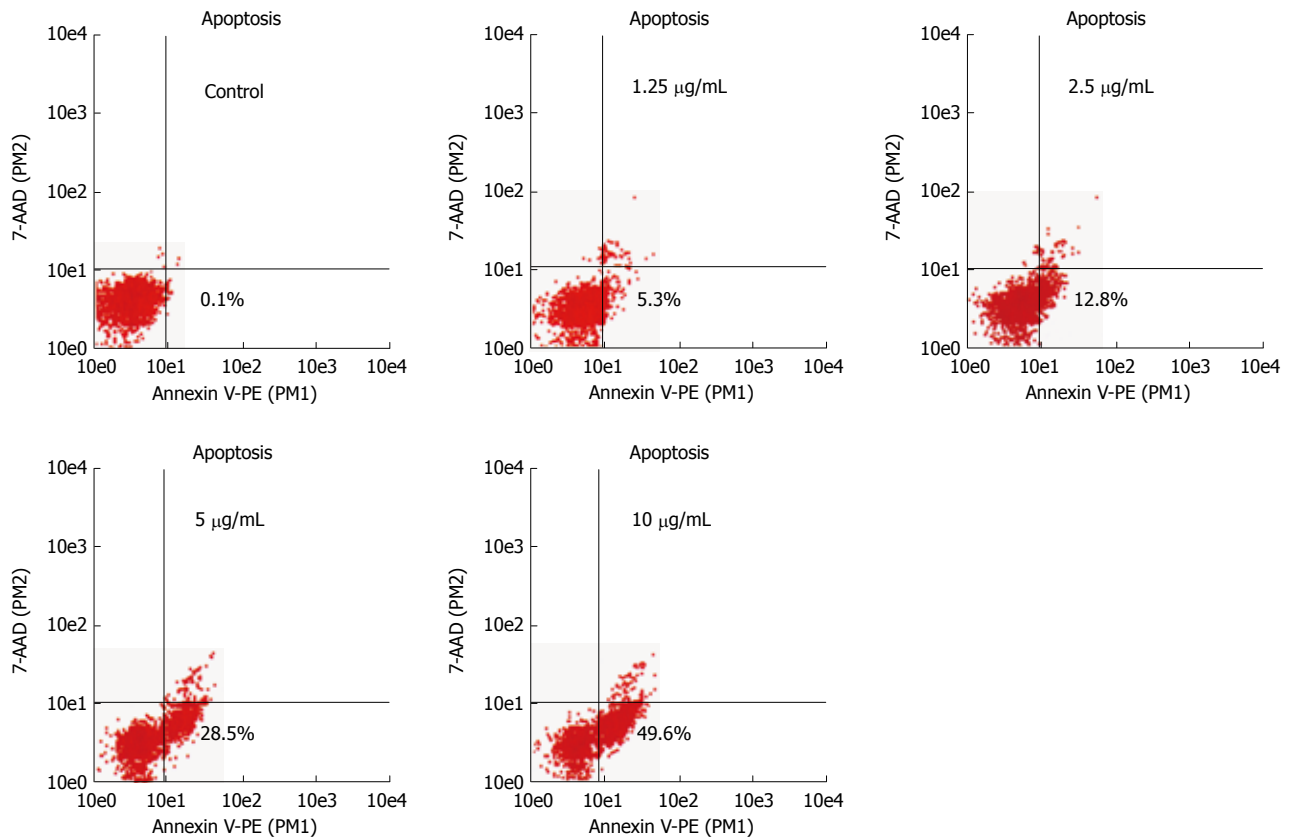 Apoptosis
10e4
Control
10e3
7-AAD (PM2)
10e2
10e1
0.1%
10e0
10e0 10e1 10e2 10e3 10e4
Annexin V-PE (PM1)
Apoptosis
10e4
1.25 μg/mL
10e3
7-AAD (PM2)
10e2
10e1
5.3%
10e0
10e0 10e1 10e2 10e3 10e4
Annexin V-PE (PM1)
Apoptosis
10e4
2.5 μg/mL
10e3
7-AAD (PM2)
10e2
10e1
12.8%
10e0
10e0 10e1 10e2 10e3 10e4
Annexin V-PE (PM1)
Apoptosis
10e4
5 μg/mL
10e3
7-AAD (PM2)
10e2
10e1
28.5%
10e0
10e0 10e1 10e2 10e3 10e4
Annexin V-PE (PM1)
Apoptosis
10e4
10 μg/mL
10e3
7-AAD (PM2)
10e2
10e1
49.6%
10e0
10e0 10e1 10e2 10e3 10e4
Annexin V-PE (PM1)